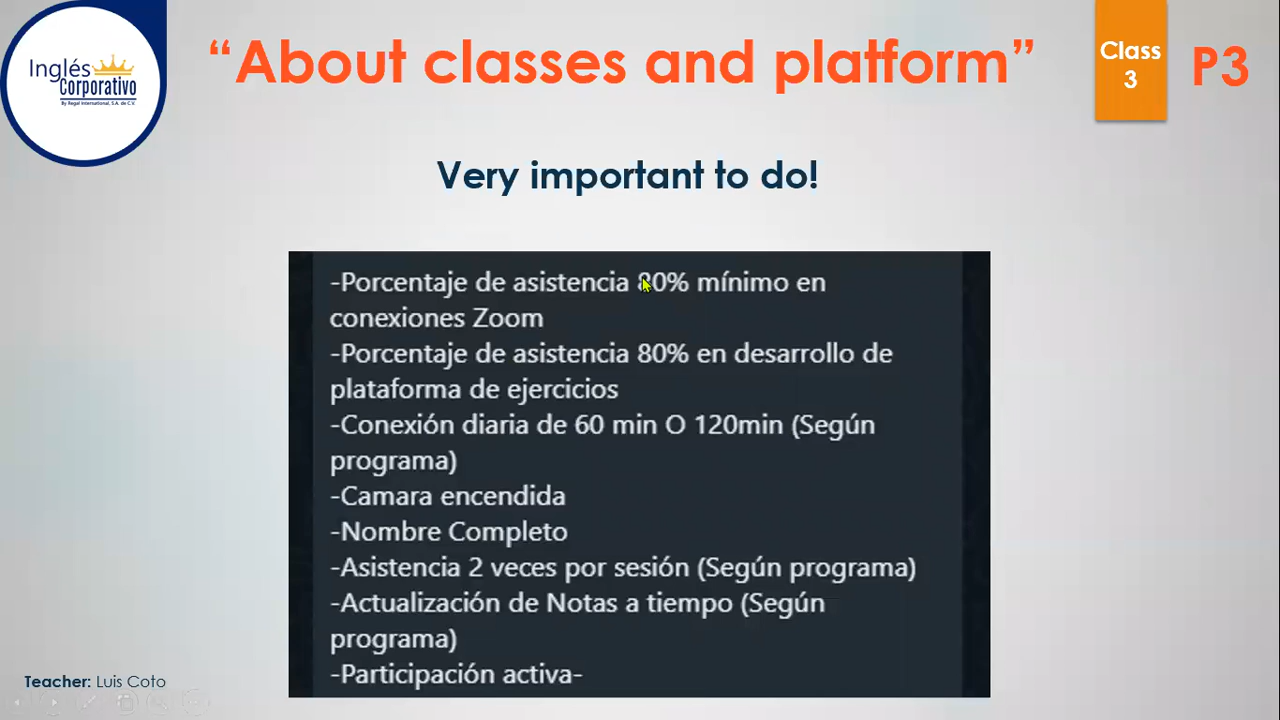 Inglés
Corporativo
By Regal International, S.A. de C.V.
“About classes and platform”
Class
3
P3
Very important to do!
-Porcentaje de asistencia 80% mínimo en
conexiones Zoom
-Porcentaje de asistencia 80% en desarrollo de
plataforma de ejercicios
-Conexión diaria de 60 min O 120min (Según
programa)
-Camara encendida
-Nombre Completo
-Asistencia 2 veces por sesión (Según programa)
-Actualización de Notas a tiempo (Según
programa)
-Participación activa-
Teacher: Luis Coto